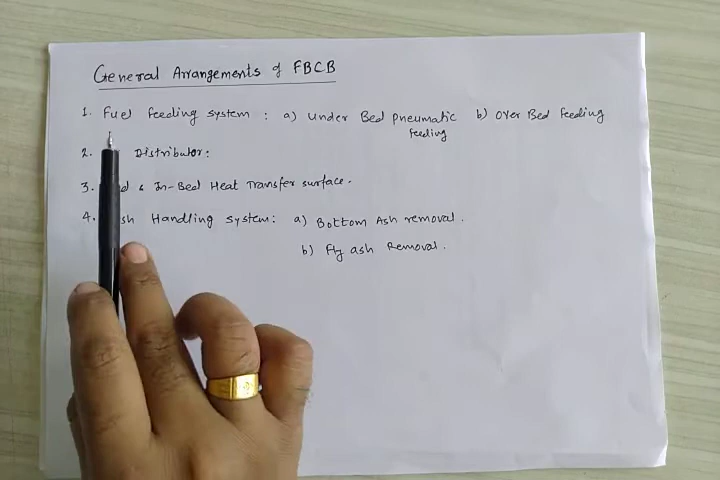 General Arrangements of FBCB
1. Fuel feeding system : a) Under Bed pneumatic feeding b) Over Bed feeding
2. Distributor:
3. & In-Bed Heat Transfer surface.
4. Handling system: a) Bottom Ash removal.
b) Fly ash Removal.